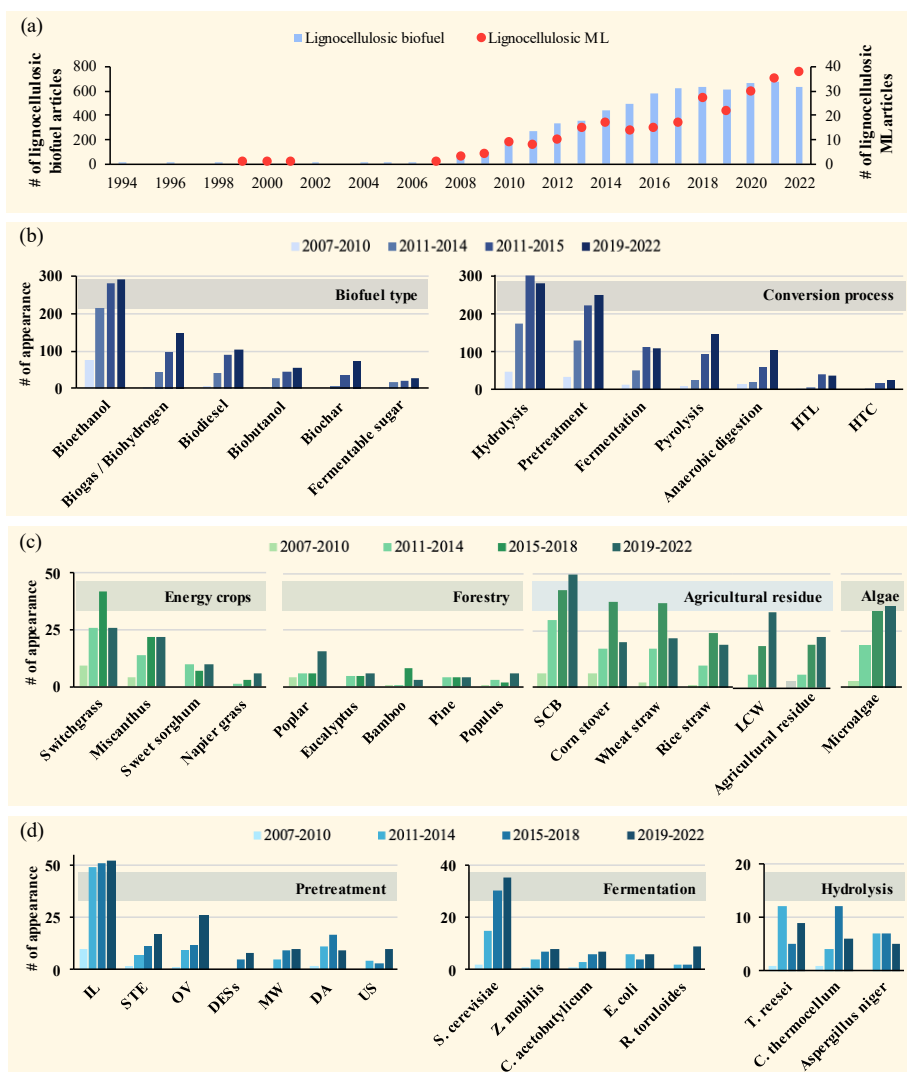 (a)
Lignocellulosic biofuel
Lignocellulosic ML
# of lignocellulosic
biofuel articles
800
600
400
200
0
40
30
20
10
0
# of lignocellulosic
ML articles
1994 1996 1998 2000 2002 2004 2006 2008 2010 2012 2014 2016 2018 2020 2022
(b)
2007-2010 2011-2014 2011-2015 2019-2022
# of appearance
300
200
100
0
Biofuel type
Bioethanol
Biogas / Biohydrogen
Biodiesel
Biobutanol
Biochar
Fermentable sugar
300
200
100
0
Conversion process
Hydrolysis
Pretreatment
Fermentation
Pyrolysis
Anaerobic digestion
HTL
HTC
(c)
2007-2010 2011-2014 2015-2018 2019-2022
# of appearance
50
25
0
Energy crops
Switchgrass
Miscanthus
Sweet sorghum
Napier grass
Forestry
Poplar
Eucalyptus
Bamboo
Pine
Populus
Agricultural residue
SCB
Corn stover
Wheat straw
Rice straw
LCW
Agricultural residue
Algae
Microalgae
(d)
2007-2010 2011-2014 2015-2018 2019-2022
# of appearance
50
25
0
Pretreatment
IL
STE
OV
DESs
MW
DA
US
40
20
0
Fermentation
S. cerevisiae
Z. mobilis
C. acetobutylicum
E. coli
R. toruloides
20
10
0
Hydrolysis
T. reesei
C. thermocellum
Aspergillus niger